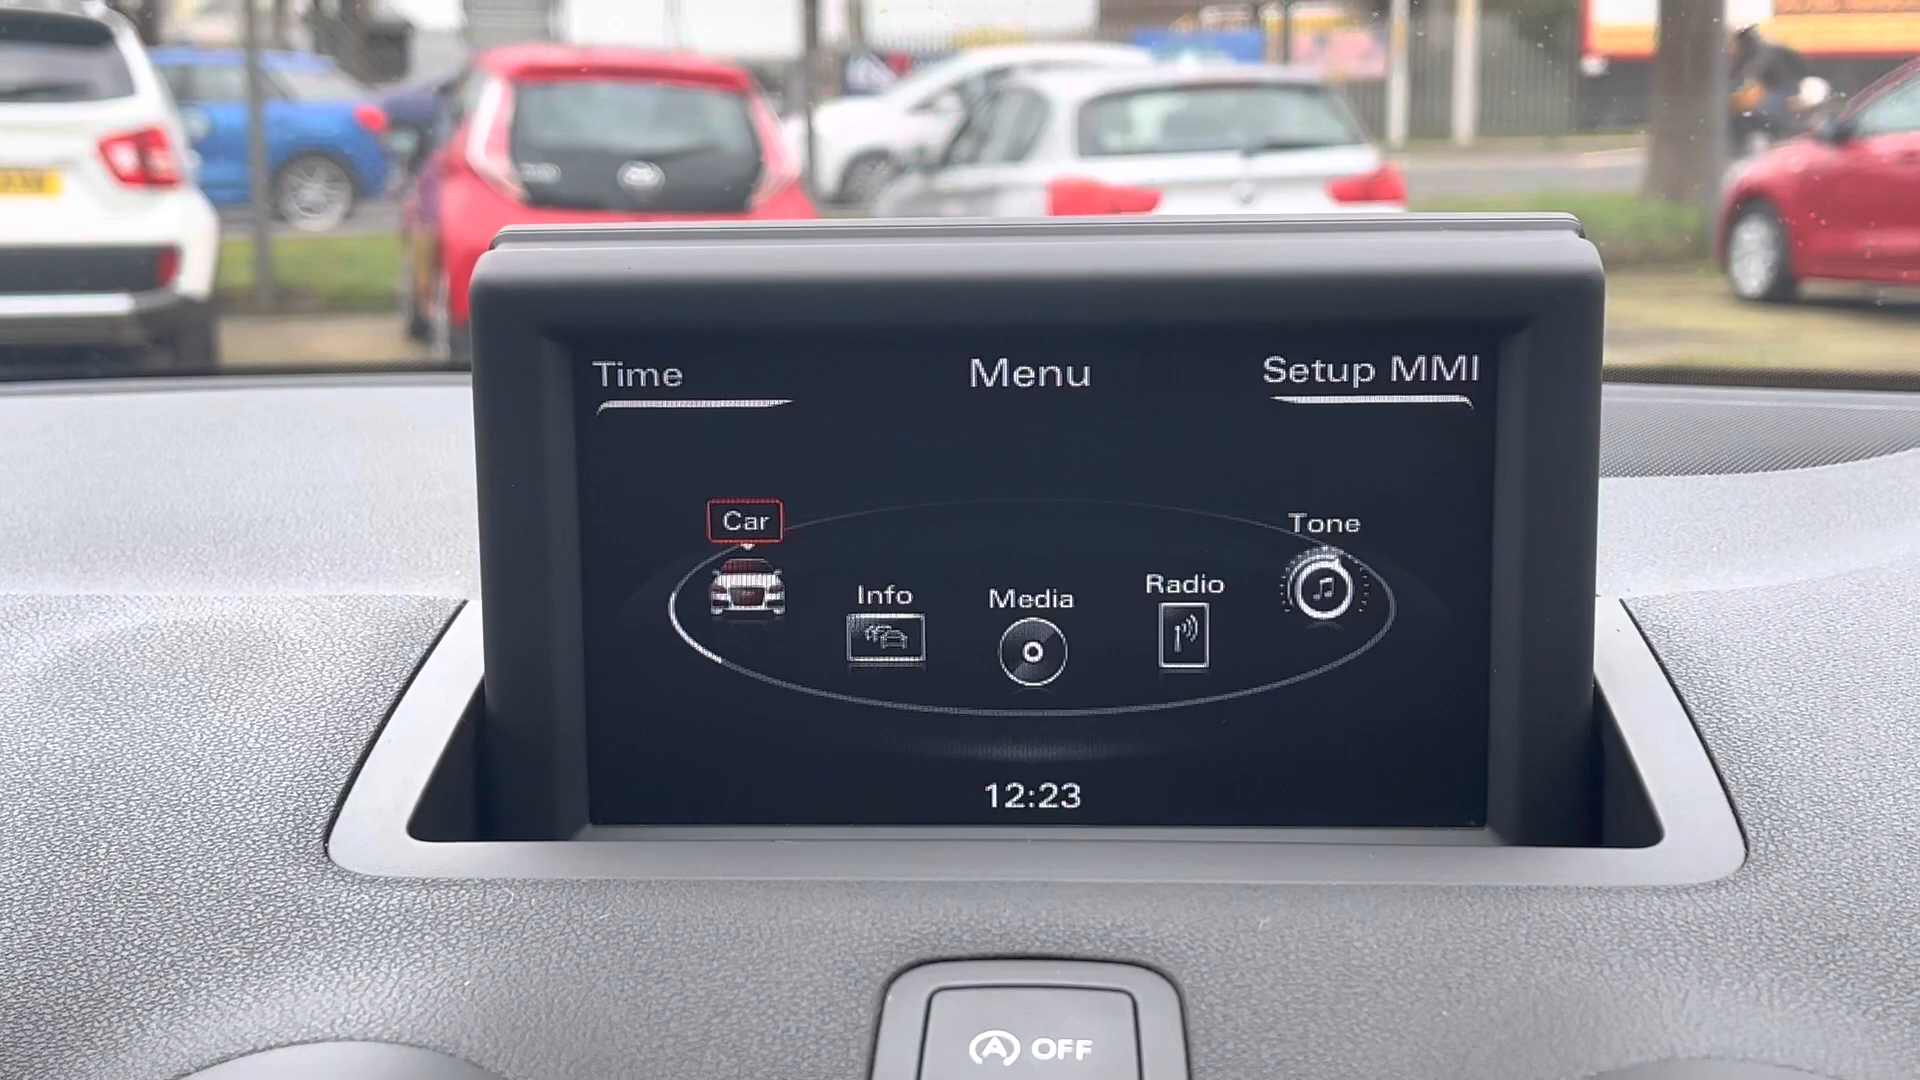 Time Menu Setup MMI
Car
Tone
Info
Media
Radio
12:23
A OFF